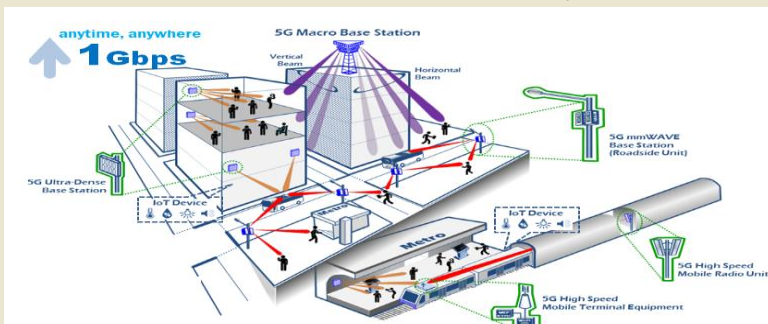 anytime, anywhere
1Gbps
5G Macro Base Station
Vertical
Beam
Horizontal
Beam
5G mmWAVE
Base Station
(Roadside Unit)
5G Ultra-Dense
Base Station
IoT Device
Metro
IoT Device
Metro
5G High Speed
Mobile Radio Unit
5G High Speed
Mobile Terminal Equipment